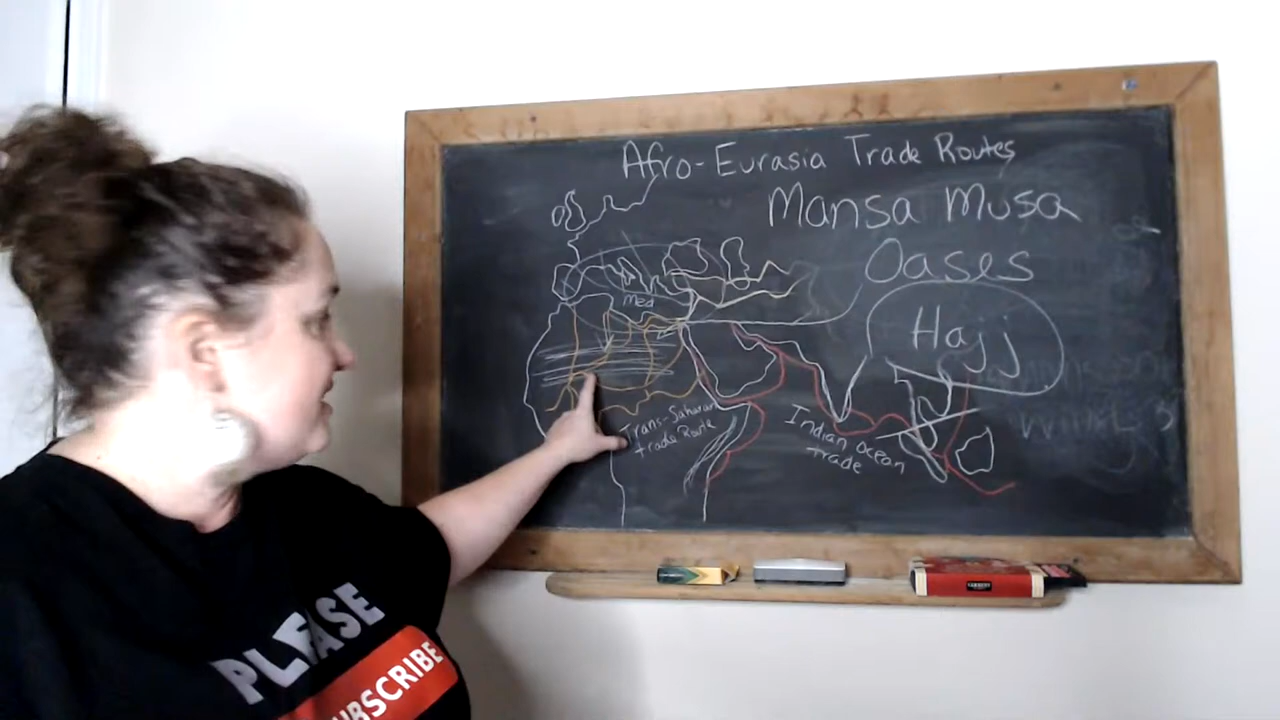 Afro-Eurasia Trade Routes
Mansa Musa
Oases
Hajj
Med
Trans-Saharan
trade Route
Indian Ocean
trade
PLEASE
SUBSCRIBE